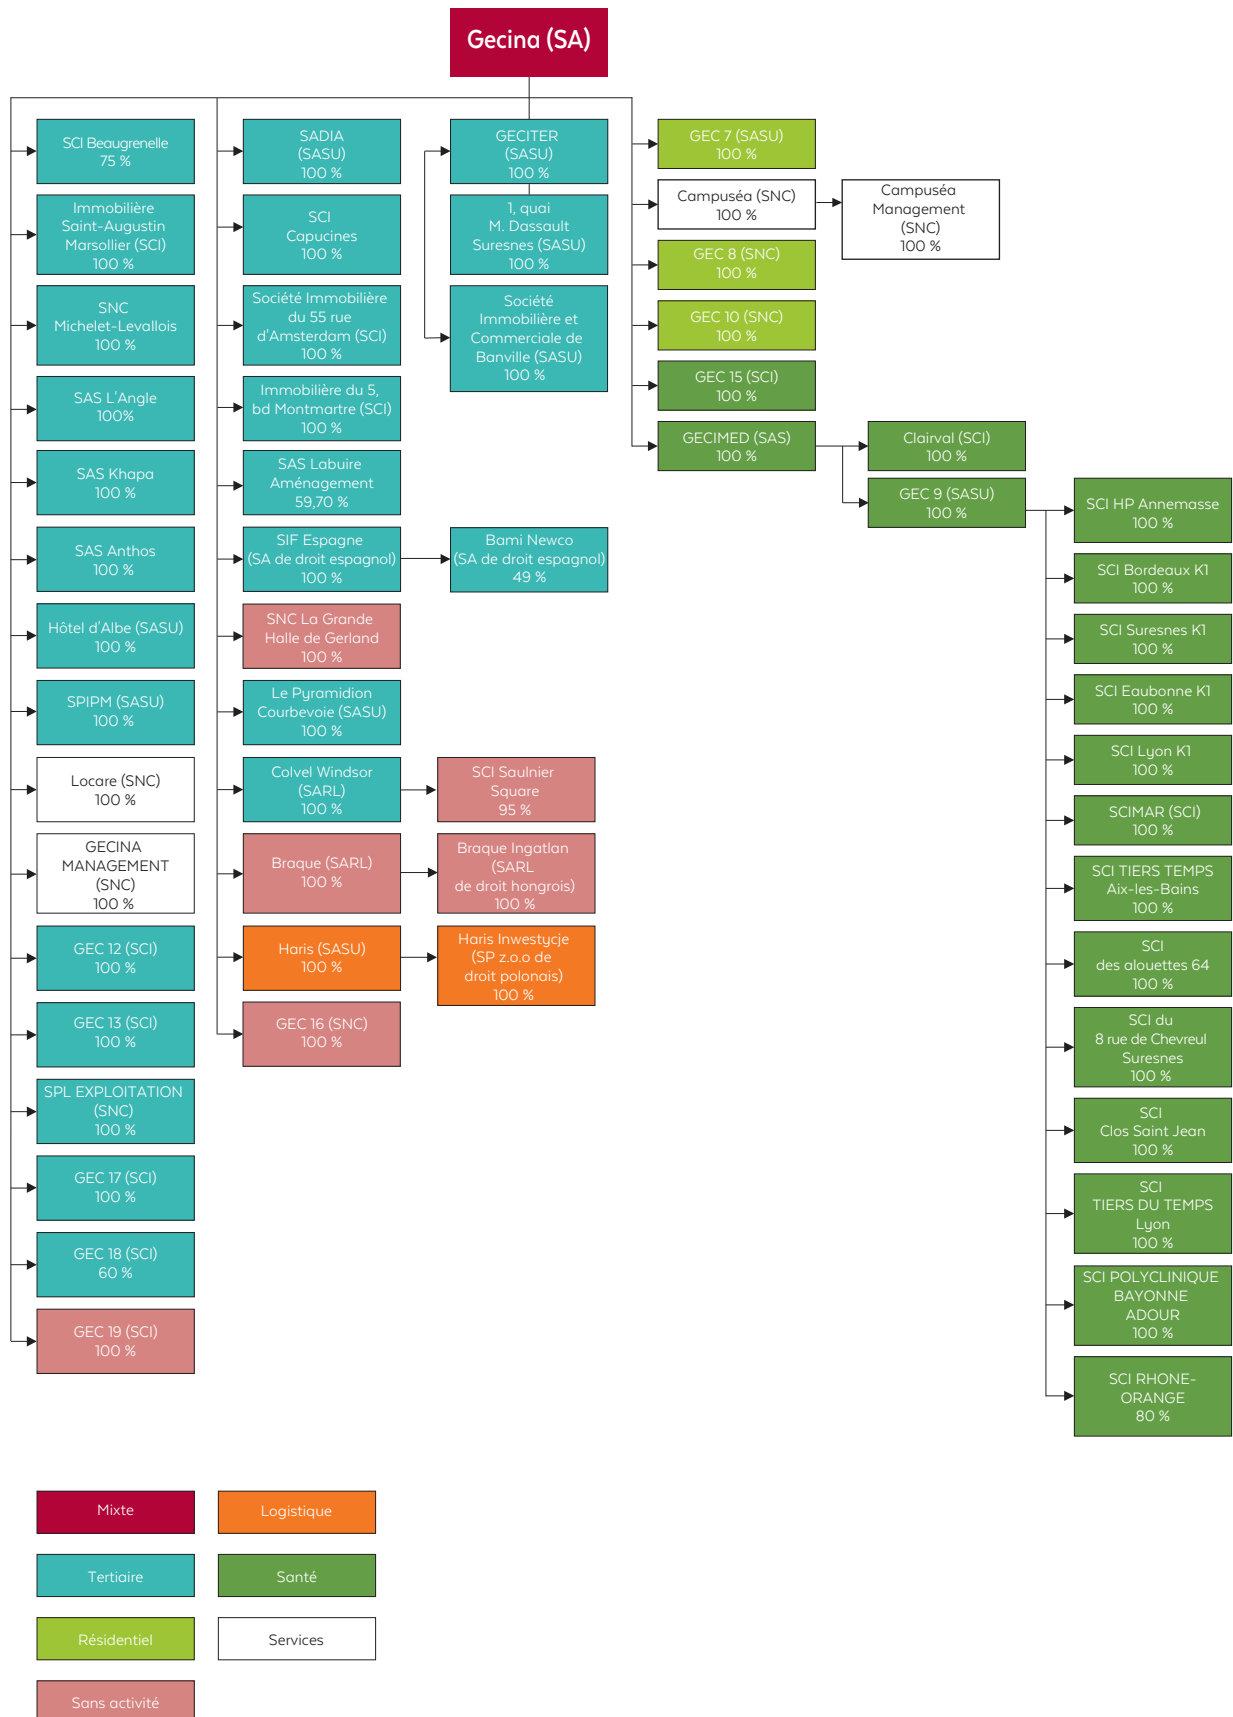 Gecina (SA)
SCI Beaugrenelle
75 %
Immobilière
Saint-Augustin
Marsollier (SCI)
100 %
SNC
Michelet-Levallois
100 %
SAS L'Angle
100%
SAS Khapa
100 %
SAS Anthos
100 %
Hôtel d'Albe (SASU)
100 %
SPIPM (SASU)
100 %
Locare (SNC)
100 %
GECINA
MANAGEMENT
(SNC)
100 %
GEC 12 (SCI)
100 %
GEC 13 (SCI)
100 %
SPL EXPLOITATION
(SNC)
100 %
GEC 17 (SCI)
100 %
GEC 18 (SCI)
60 %
GEC 19 (SCI)
100 %
SADIA
(SASU)
100 %
SCI
Capucines
100 %
Société Immobilière
du 55 rue
d'Amsterdam (SCI)
100 %
Immobilière du 5,
bd Montmartre (SCI)
100 %
SAS Labuire
Aménagement
59,70 %
SIF Espagne
(SA de droit espagnol)
100 %
SNC La Grande
Halle de Gerland
100 %
Le Pyramidion
Courbevoie (SASU)
100 %
Colvel Windsor
(SARL)
100 %
Braque (SARL)
100 %
Haris (SASU)
100 %
GEC 16 (SNC)
100 %
GECITER
(SASU)
100 %
1, quai
M. Dassault
Suresnes (SASU)
100 %
Société
Immobilière et
Commerciale de
Banville (SASU)
100 %
Bami Newco
(SA de droit espagnol)
49 %
SCI Saulnier
Square
95 %
Braque Ingatlan
(SARL
de droit hongrois)
100 %
Haris Inwestycje
(SP z.o.o de
droit polonais)
100 %
GEC 7 (SASU)
100 %
Campuséa (SNC)
100 %
Campuséa
Management
(SNC)
100 %
GEC 8 (SNC)
100 %
GEC 10 (SNC)
100 %
GEC 15 (SCI)
100 %
GECIMED (SAS)
100 %
Clairval (SCI)
100 %
GEC 9 (SASU)
100 %
SCI HP Annemasse
100 %
SCI Bordeaux K1
100 %
SCI Suresnes K1
100 %
SCI Eaubonne K1
100 %
SCI Lyon K1
100 %
SCIMAR (SCI)
100 %
SCI TIERS TEMPS
Aix-les-Bains
100 %
SCI
des alouettes 64
100 %
SCI du
8 rue de Chevreul
Suresnes
100 %
SCI
Clos Saint Jean
100 %
SCI
TIERS DU TEMPS
Lyon
100 %
SCI POLYCLINIQUE
BAYONNE
ADOUR
100 %
SCI RHONE-
ORANGE
80 %
Mixte
Logistique
Tertiaire
Santé
Résidentiel
Services
Sans activité